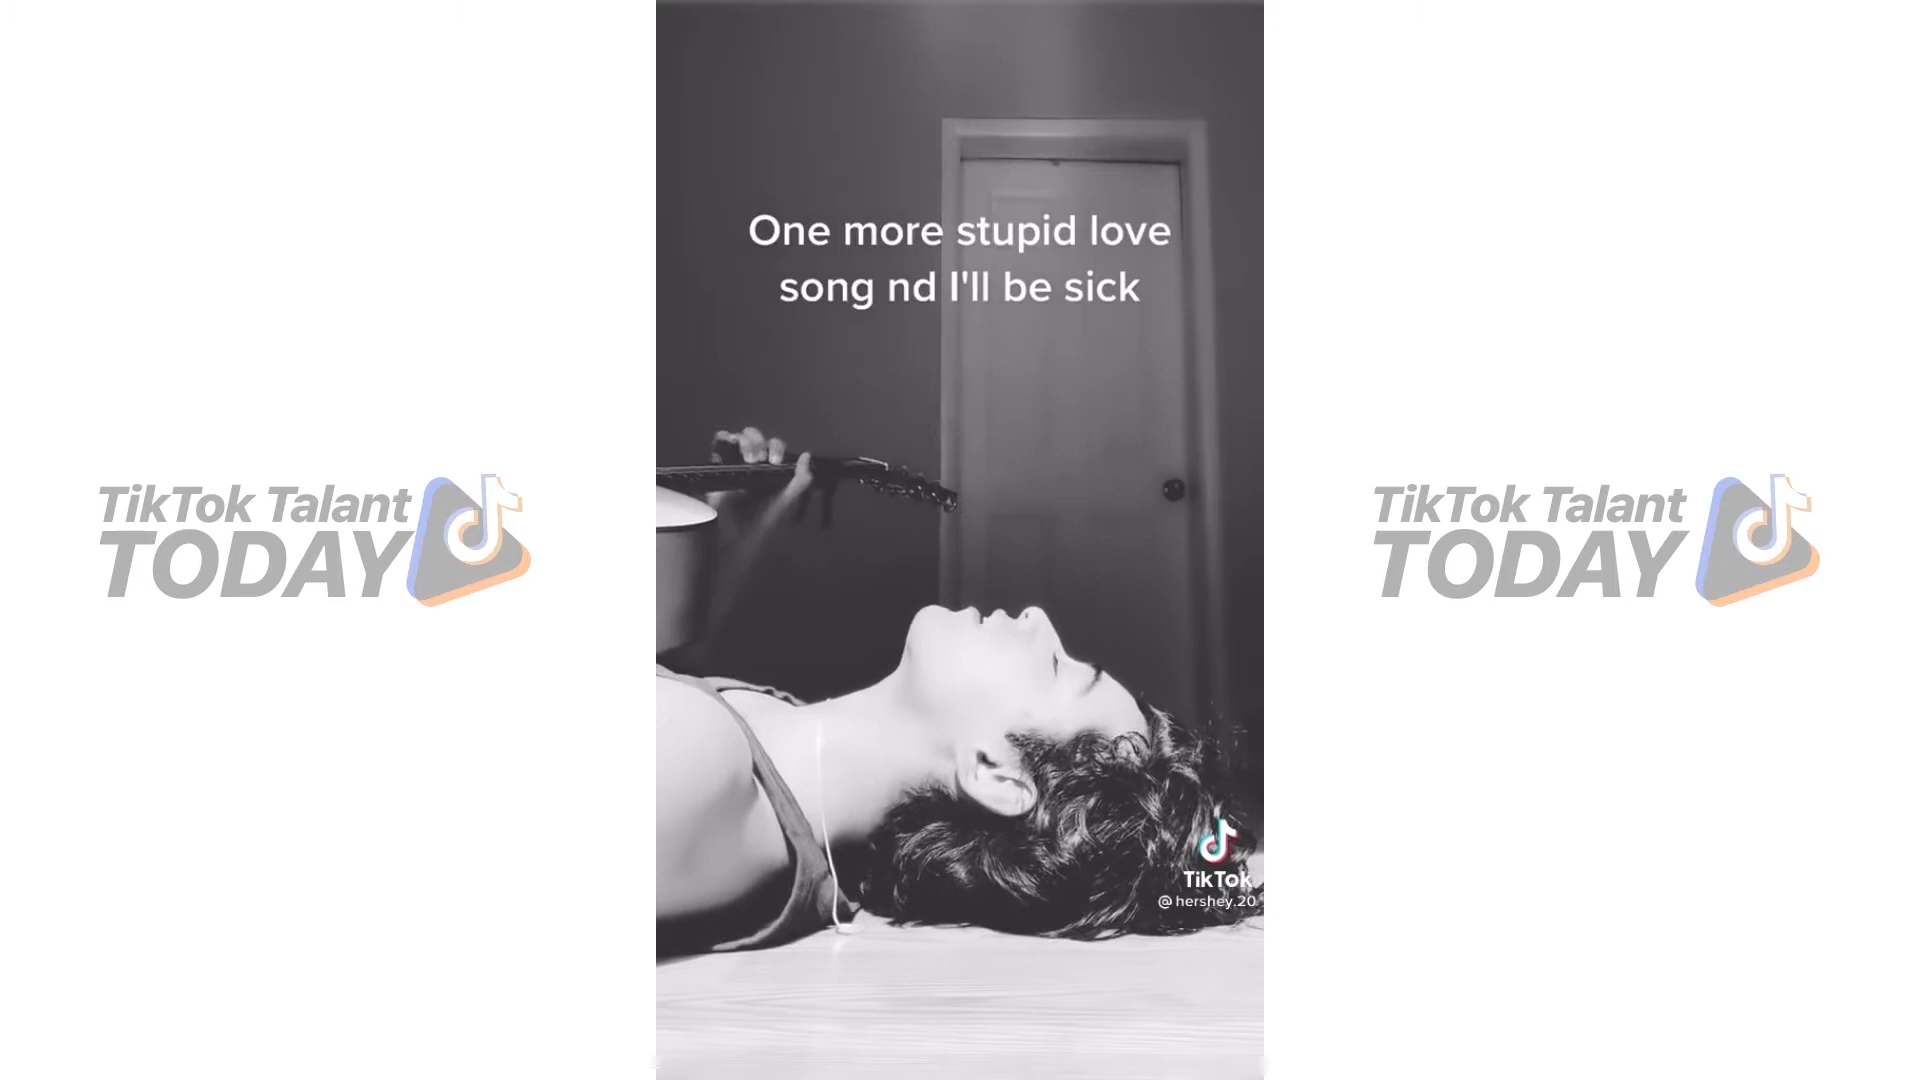 One more stupid love
song nd I'll be sick
TikTok Talant
TODAY
TikTok Talant
TODAY
TikTok
@hershey.20